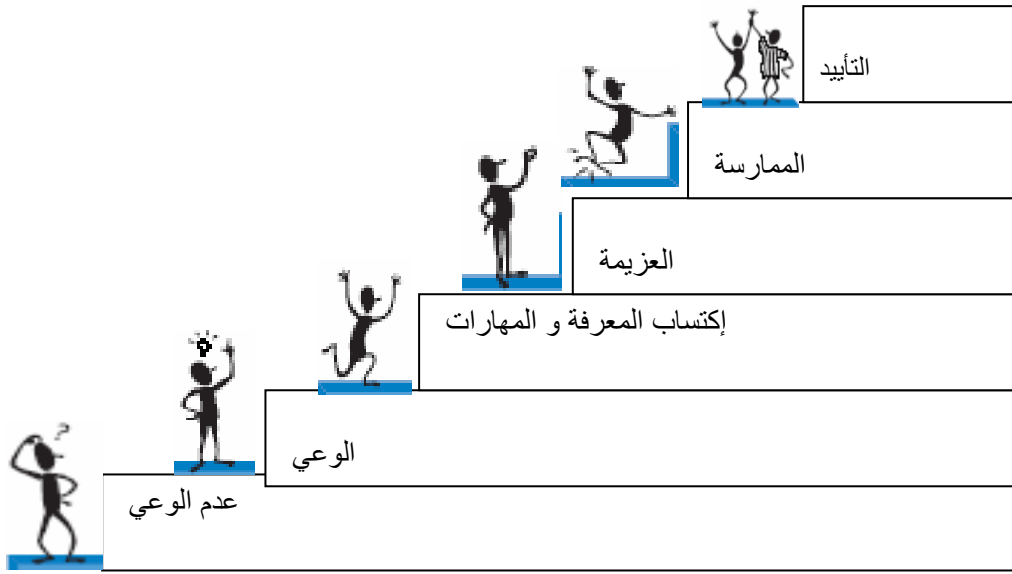 التأييد
الممارسة
العزيمة
إكتساب المعرفة و المهارات
الوعي
عدم الوعي
?